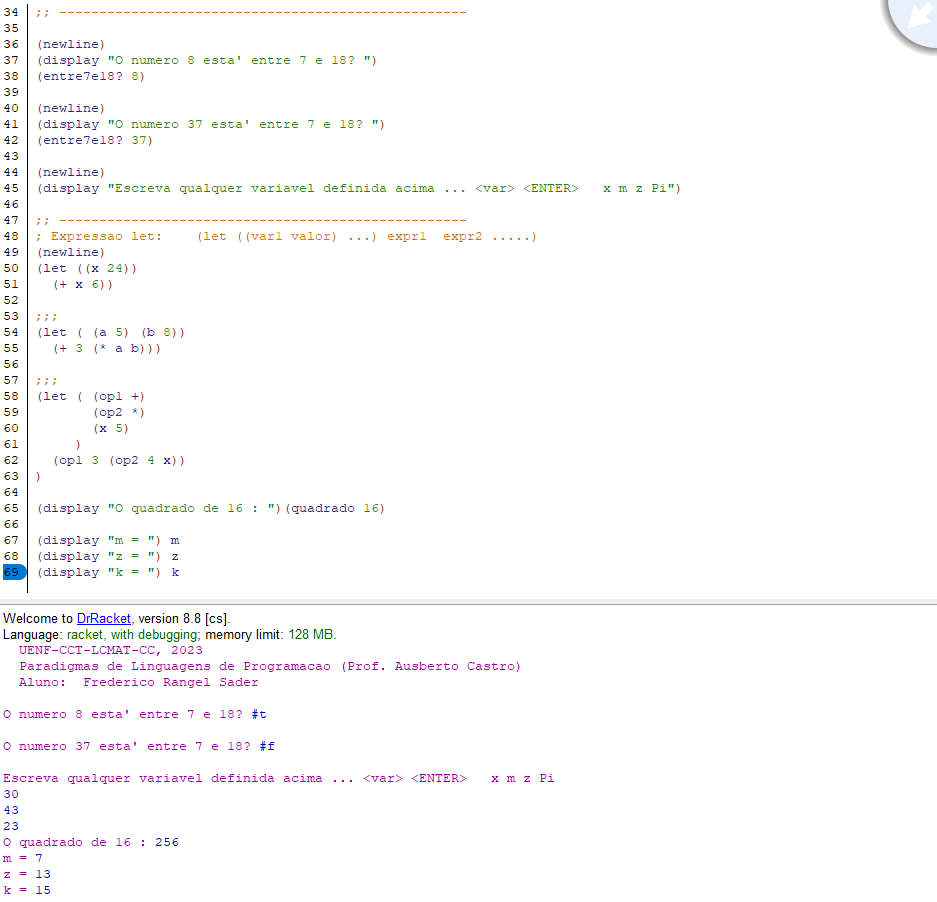 34 ;; ---------------------------------------------------
35
36 (newline)
37 (display "O numero 8 esta' entre 7 e 18? ")
38 (entre7e18? 8)
39
40 (newline)
41 (display "O numero 37 esta' entre 7 e 18? ")
42 (entre7e18? 37)
43
44 (newline)
45 (display "Escreva qualquer variavel definida acima ... <var> <ENTER>   x m z Pi")
46
47 ;; ---------------------------------------------------
48 ; Expressao let:    (let ((var1 valor) ...) expr1  expr2 .....)
49 (newline)
50 (let ((x 24))
51   (+ x 6))
52
53 ;;;
54 (let ( (a 5) (b 8))
55   (+ 3 (* a b)))
56
57 ;;;
58 (let ( (op1 +)
59        (op2 *)
60        (x 5)
61      )
62   (op1 3 (op2 4 x))
63 )
64
65 (display "O quadrado de 16 : ")(quadrado 16)
66
67 (display "m = ") m
68 (display "z = ") z
69 (display "k = ") k
Welcome to DrRacket, version 8.8 [cs].
Language: racket, with debugging; memory limit: 128 MB.
  UENF-CCT-LCMAT-CC, 2023
  Paradigmas de Linguagens de Programacao (Prof. Ausberto Castro)
  Aluno:  Frederico Rangel Sader
O numero 8 esta' entre 7 e 18? #t
O numero 37 esta' entre 7 e 18? #f
Escreva qualquer variavel definida acima ... <var> <ENTER>   x m z Pi
30
43
23
O quadrado de 16 : 256
m = 7
z = 13
k = 15